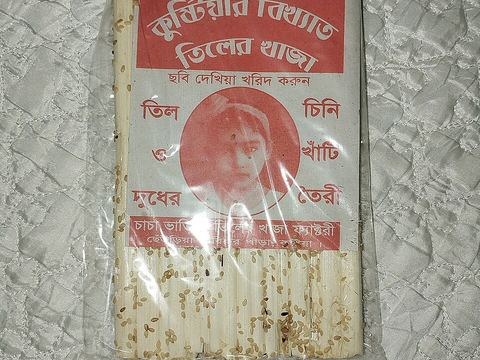 কুষ্টিয়ার বিখ্যাত
তিলের খাজা
ছবি দেখিয়া খরিদ করুন
তিল চিনি
ও খাঁটি
দুধের তৈরী
চাচা ভাতি তিলের খাজা ফ্যাক্টরী